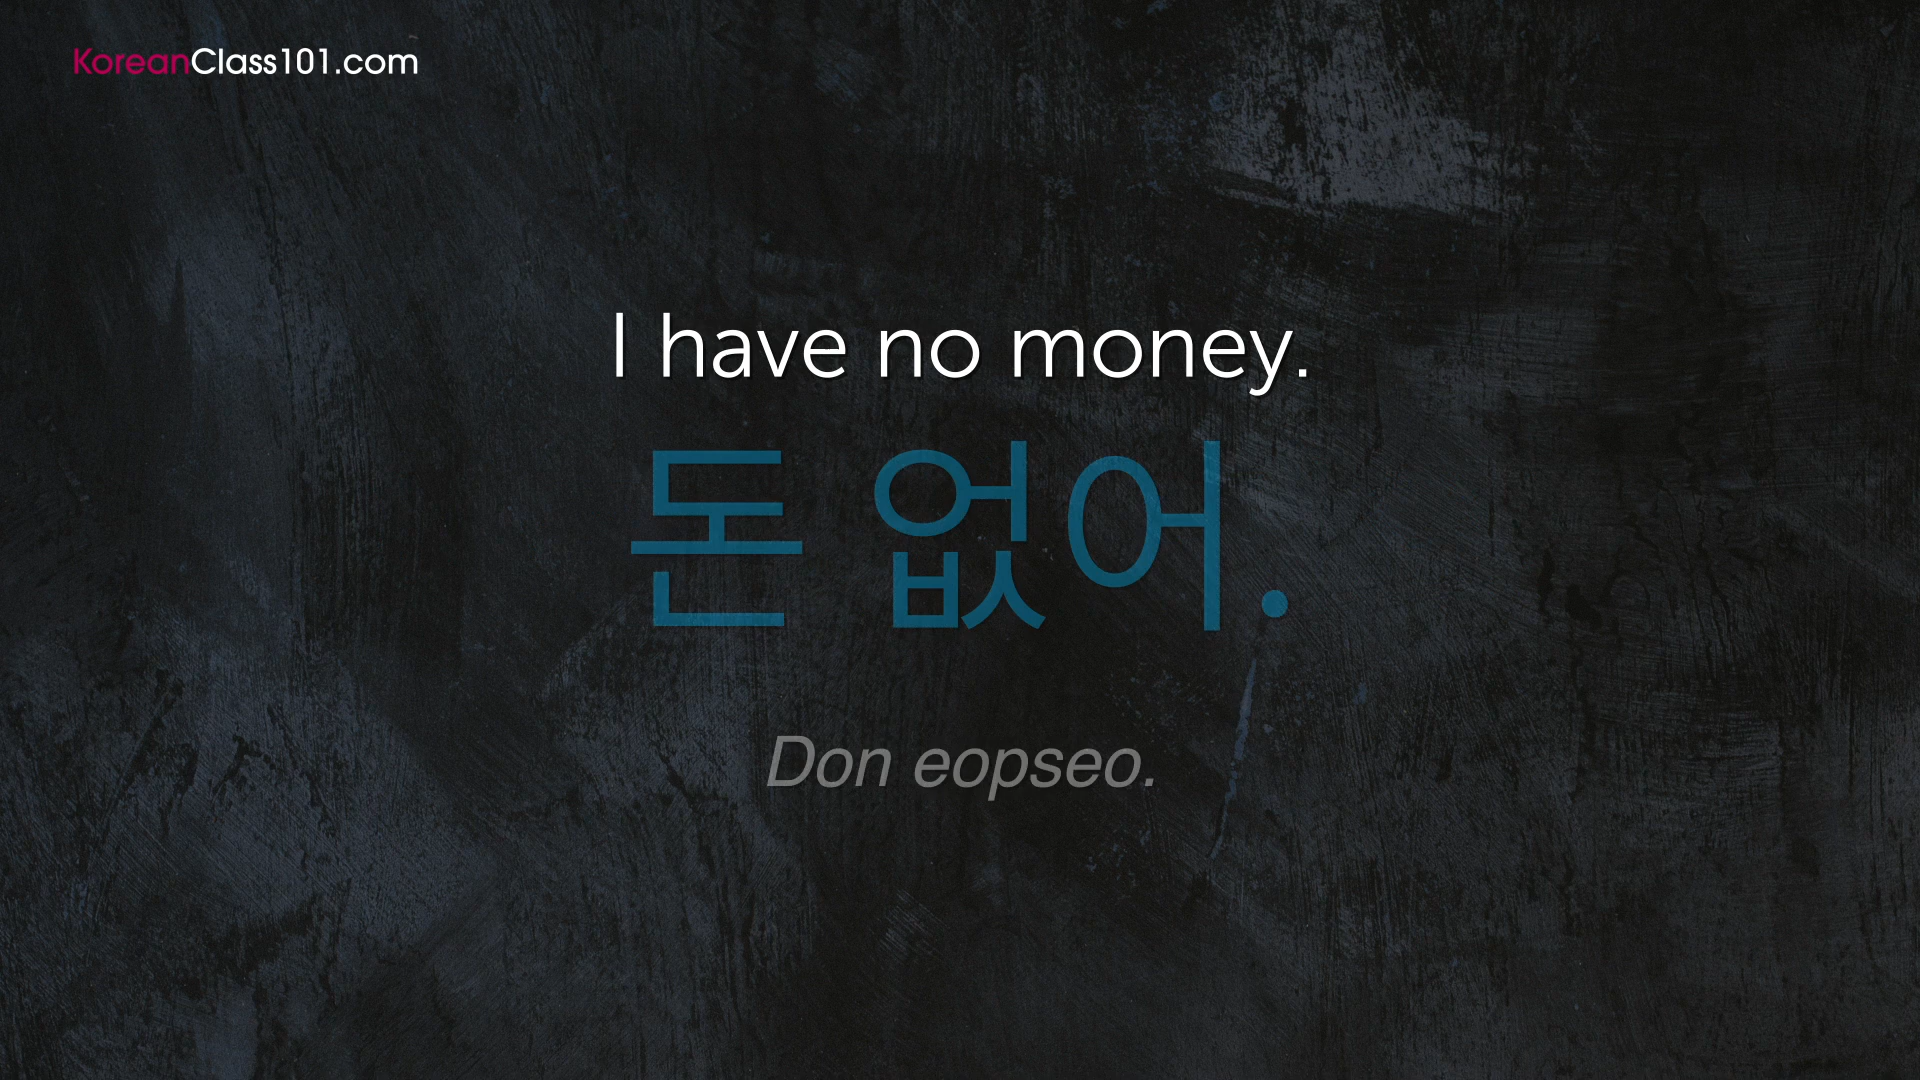 KoreanClass101.com
I have no money.
돈 없어.
Don eopseo.